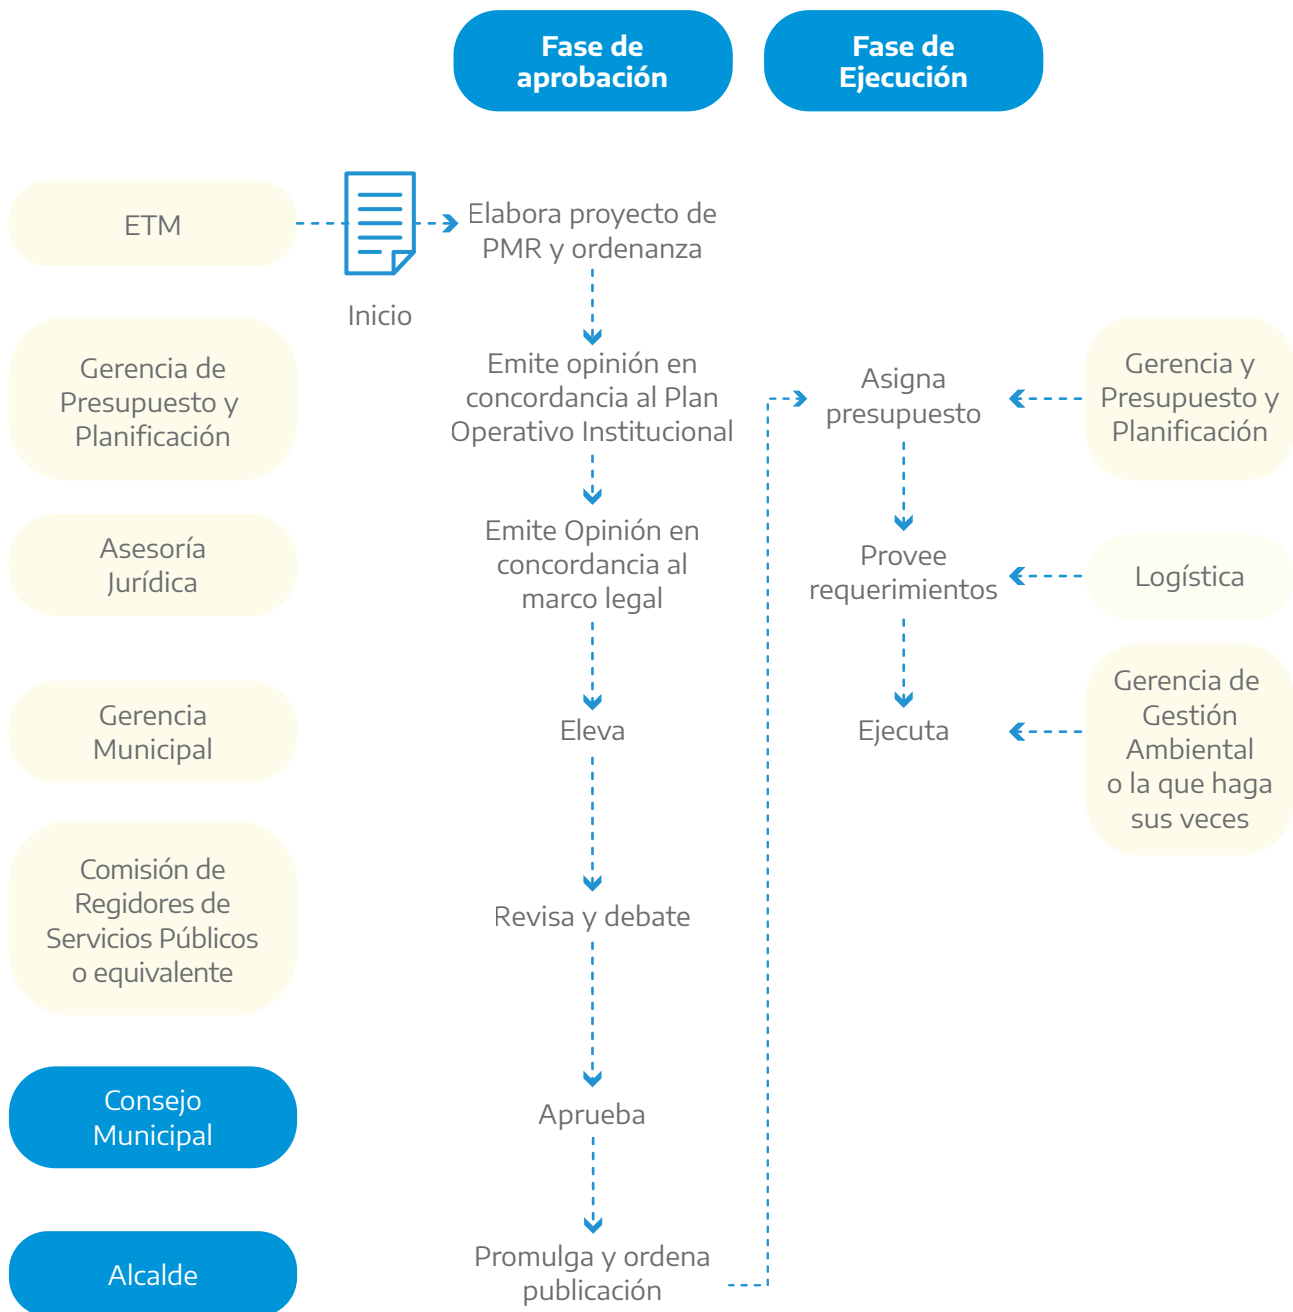 Fase de
aprobación
Fase de
Ejecución
ETM
Inicio
Elabora proyecto de
PMR y ordenanza
Gerencia de
Presupuesto y
Planificación
Emite opinión en
concordancia al Plan
Operativo Institucional
Asigna
presupuesto
Gerencia y
Presupuesto y
Planificación
Asesoría
Jurídica
Emite Opinión en
concordancia al
marco legal
Provee
requerimientos
Logística
Gerencia
Municipal
Eleva
Ejecuta
Gerencia de
Gestión
Ambiental
o la que haga
sus veces
Comisión de
Regidores de
Servicios Públicos
o equivalente
Revisa y debate
Consejo
Municipal
Aprueba
Alcalde
Promulga y ordena
publicación